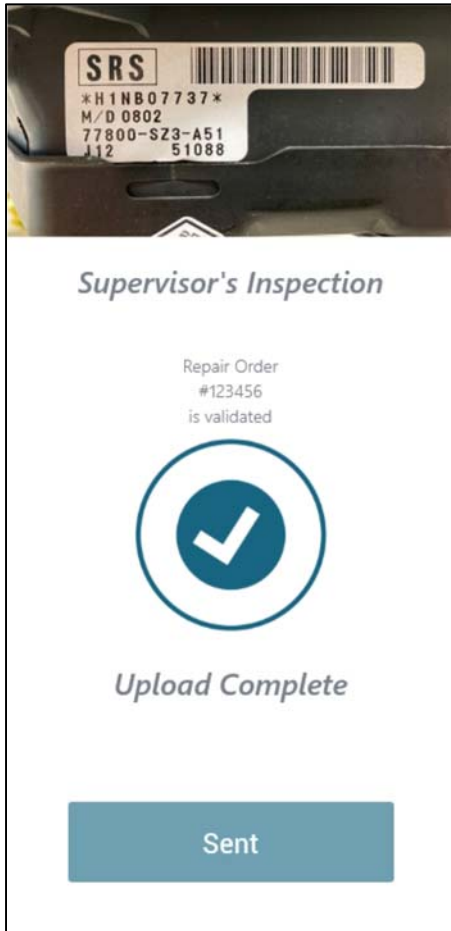 SRS
*H1NB07737*
M/D 0802
77800-SZ3-A51
J12 51088
Supervisor's Inspection
Repair Order
#123456
is validated
Upload Complete
Sent